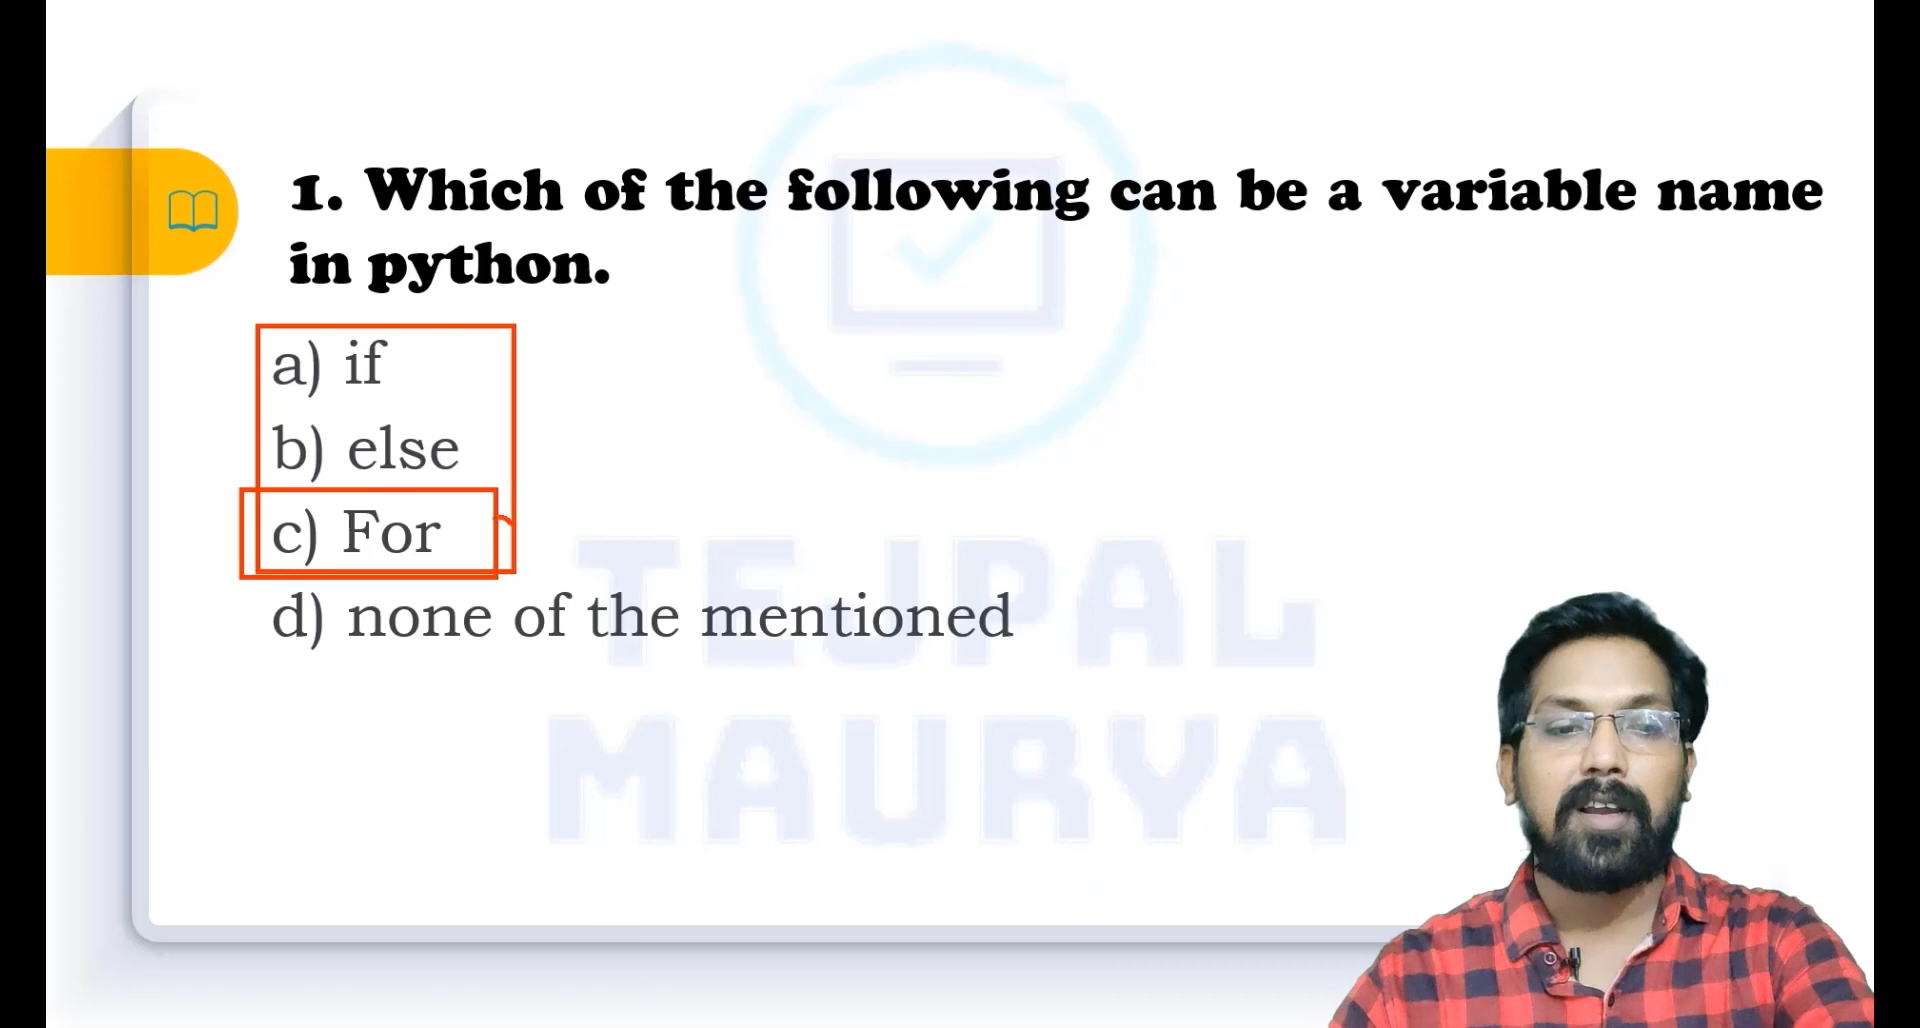 1. Which of the following can be a variable name
in python.
a) if
b) else
c) For
d) none of the mentioned
TEJPAL
MAURYA